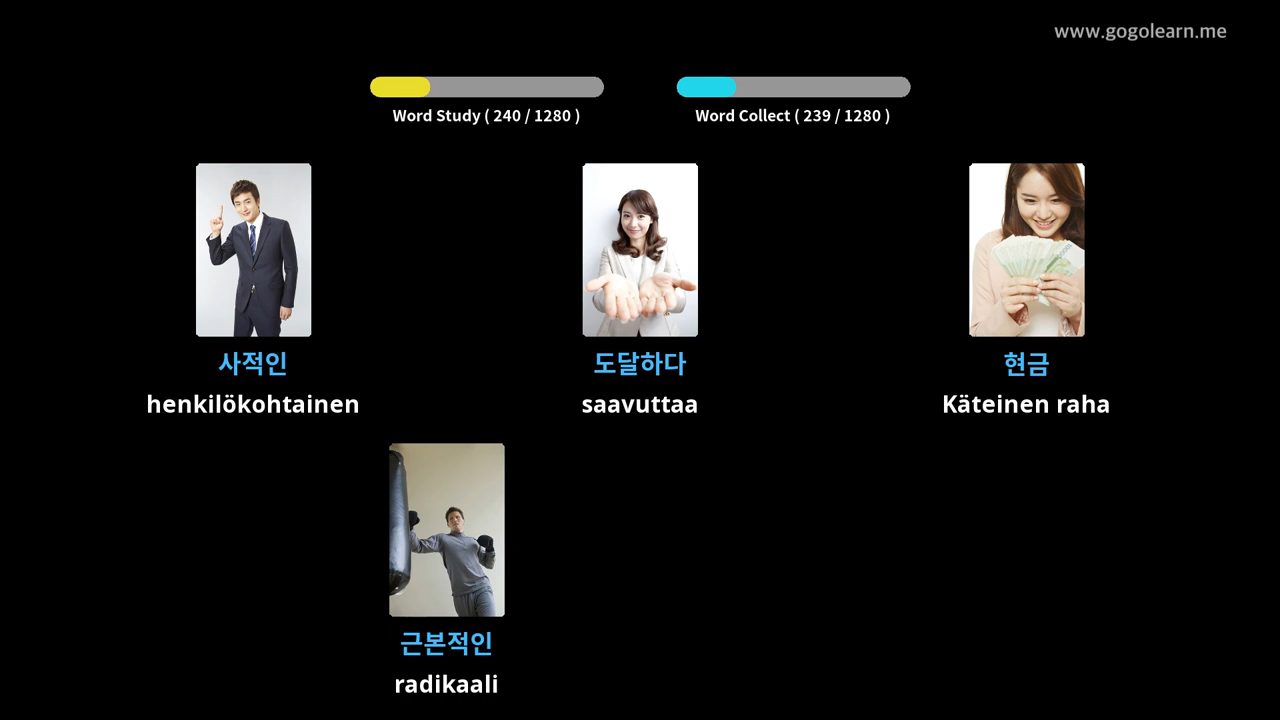 www.gogolearn.me
Word Study ( 240 / 1280 )
Word Collect ( 239 / 1280 )
사적인
henkilökohtainen
도달하다
saavuttaa
현금
Käteinen raha
근본적인
radikaali